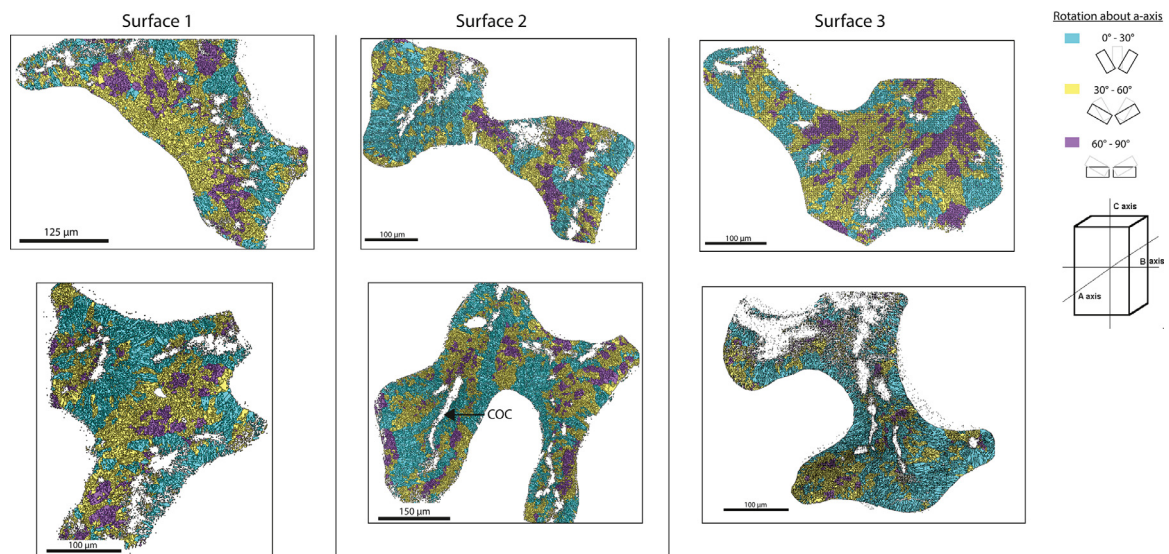 Surface 1
Surface 2
Surface 3
Rotation about a-axis
0° - 30°
30° - 60°
60° - 90°
C axis
B axis
A axis
125 µm
100 µm
100 µm
COC
100 µm
150 µm
100 µm